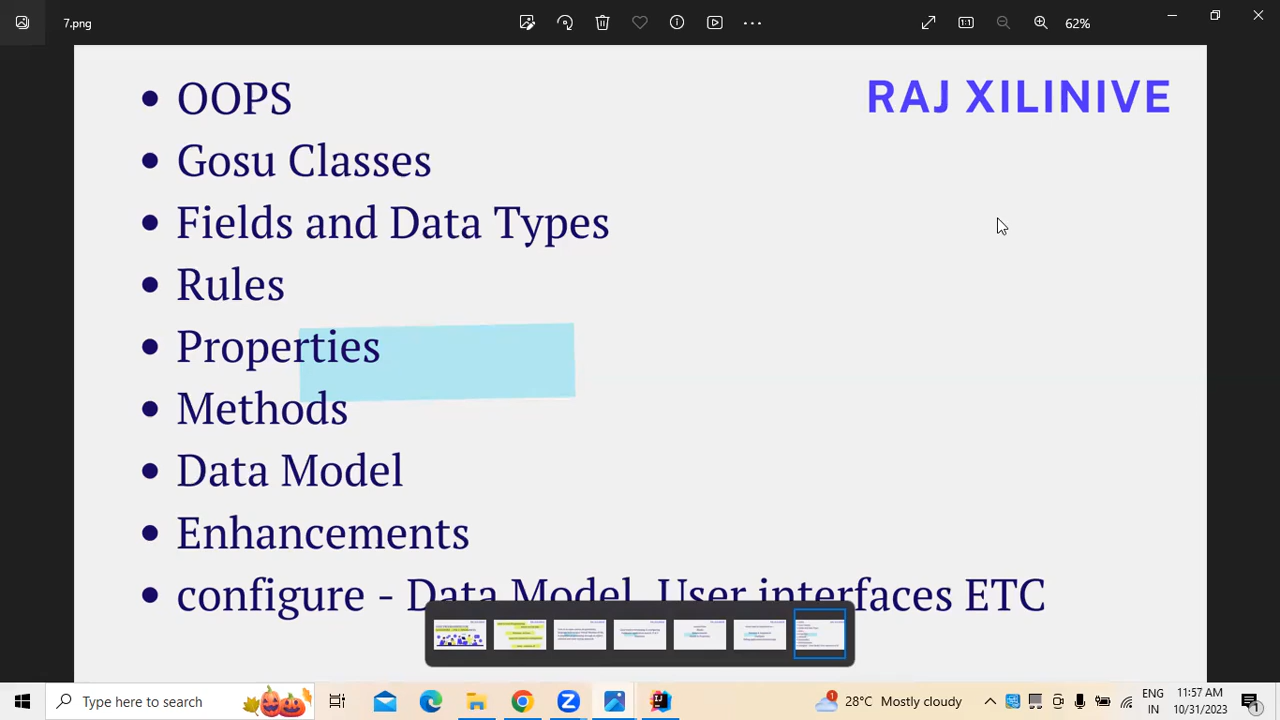 7.png
62%
RAJ XILINIVE
• OOPS
• Gosu Classes
• Fields and Data Types
• Rules
• Properties
• Methods
• Data Model
• Enhancements
• configure - Data Model, User interfaces ETC
Type here to search
28°C Mostly cloudy
ENG
IN
11:57 AM
10/31/2023